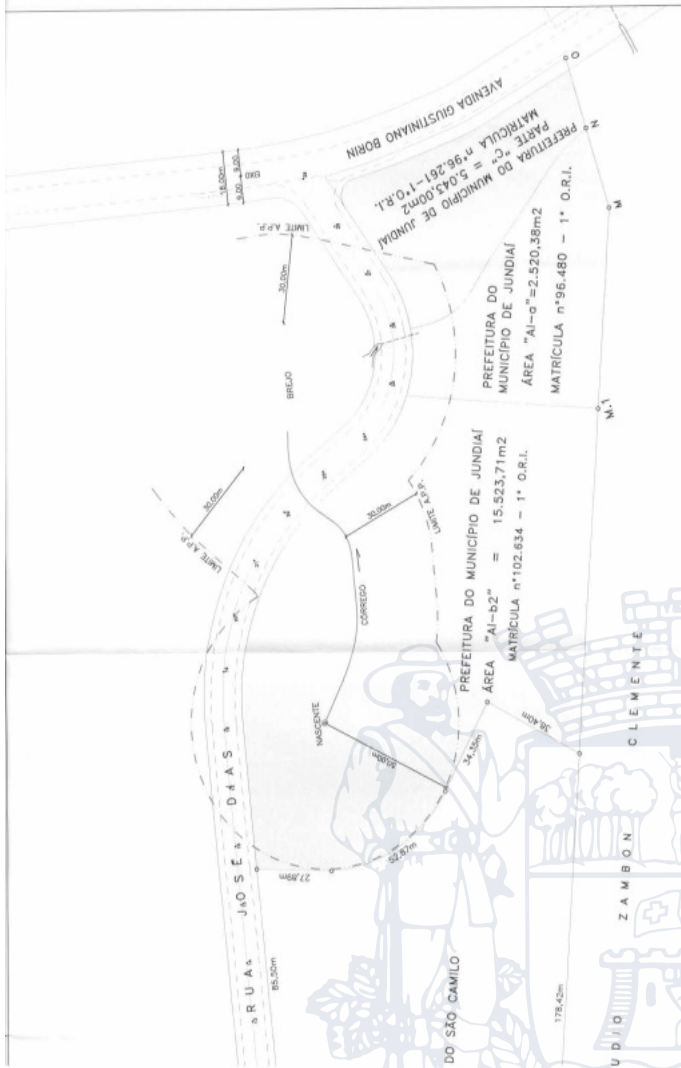 AVENIDA GIUSTINIANO BORIN
18,00m
9,00 9,00
EIXO
PREFEITURA DO MUNICÍPIO DE JUNDIAÍ
PARTE "C" = 5.043,00m2
MATRÍCULA n°96.261-1°O.R.I.
LIMITE A.P.P.
30,00m
BREJO
O
N
M
PREFEITURA DO
MUNICÍPIO DE JUNDIAÍ
ÁREA "AI-a"=2.520,38m2
MATRÍCULA n°96.480 - 1° O.R.I.
M.1
30,00m
LIMITE A.P.P.
30,00m
LIMITE A.P.P.
CÓRREGO
PREFEITURA DO MUNICÍPIO DE JUNDIAÍ
ÁREA "AI-b2" = 15.523,71m2
MATRÍCULA n°102.634 - 1° O.R.I.
NASCENTE
50,00m
34,35m
38,40m
52,87m
27,89m
RUA JOSÉ DIAS
85,50m
DO SÃO CAMILO
178,42m
UDIO ZAMBON CLEMENTE